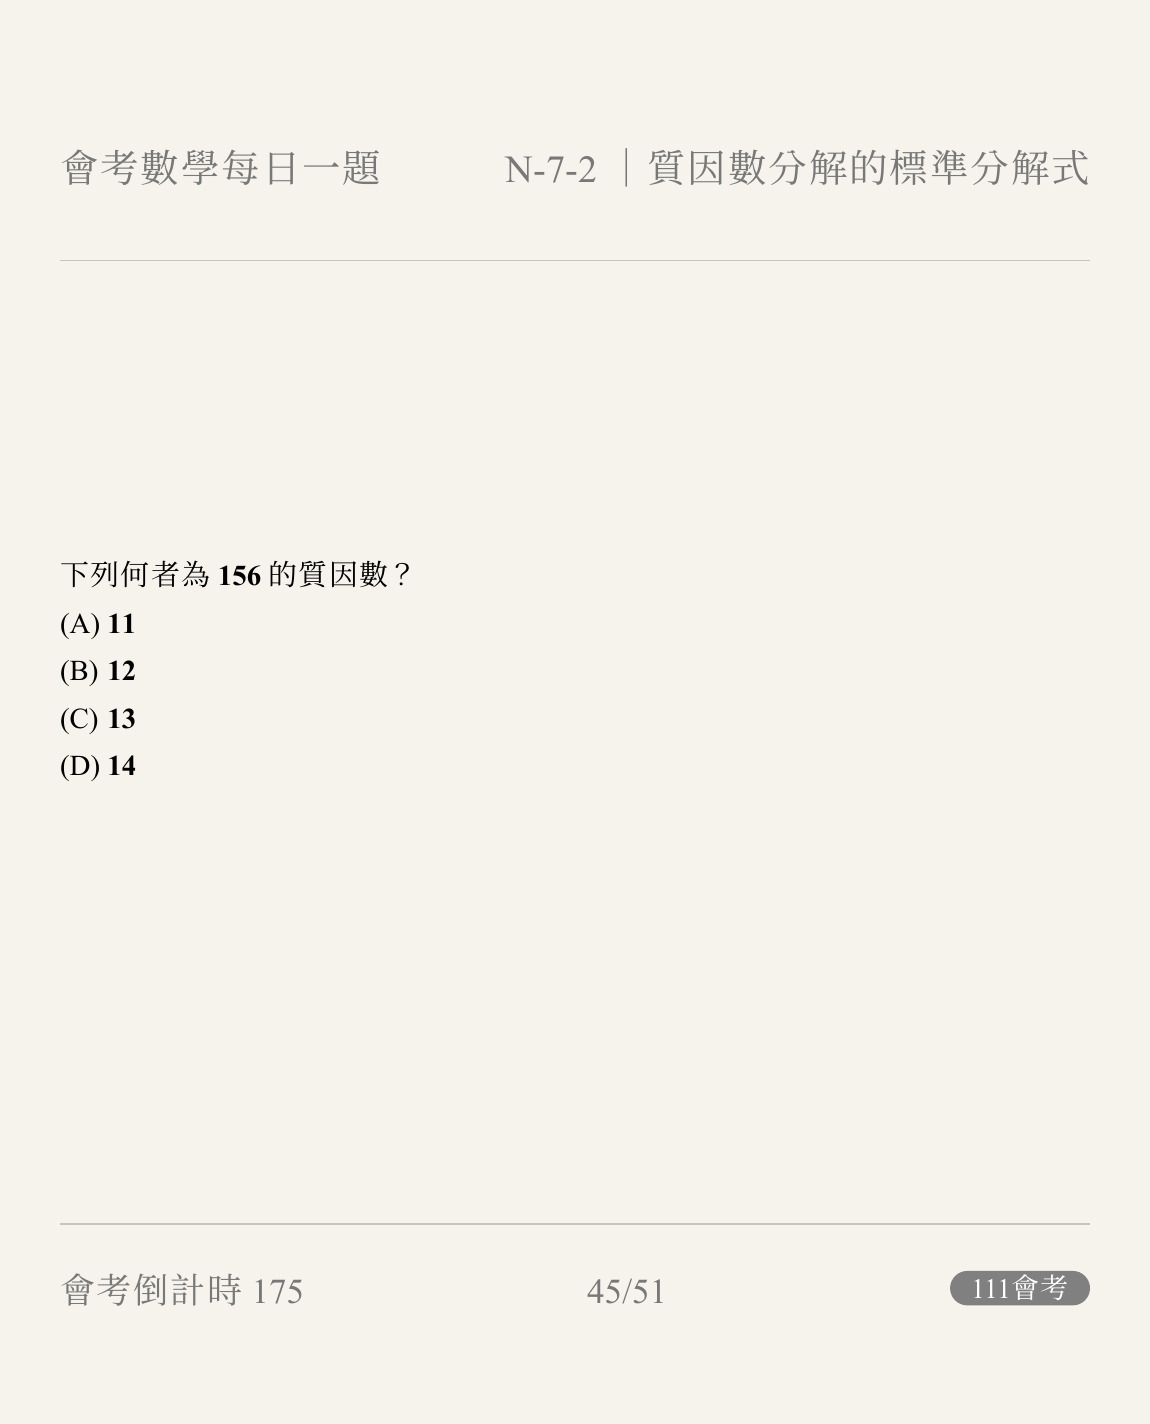 會考數學每日一題
N-7-2｜質因數分解的標準分解式
下列何者為 156 的質因數？
(A) 11
(B) 12
(C) 13
(D) 14
會考倒計時 175
45/51
111會考